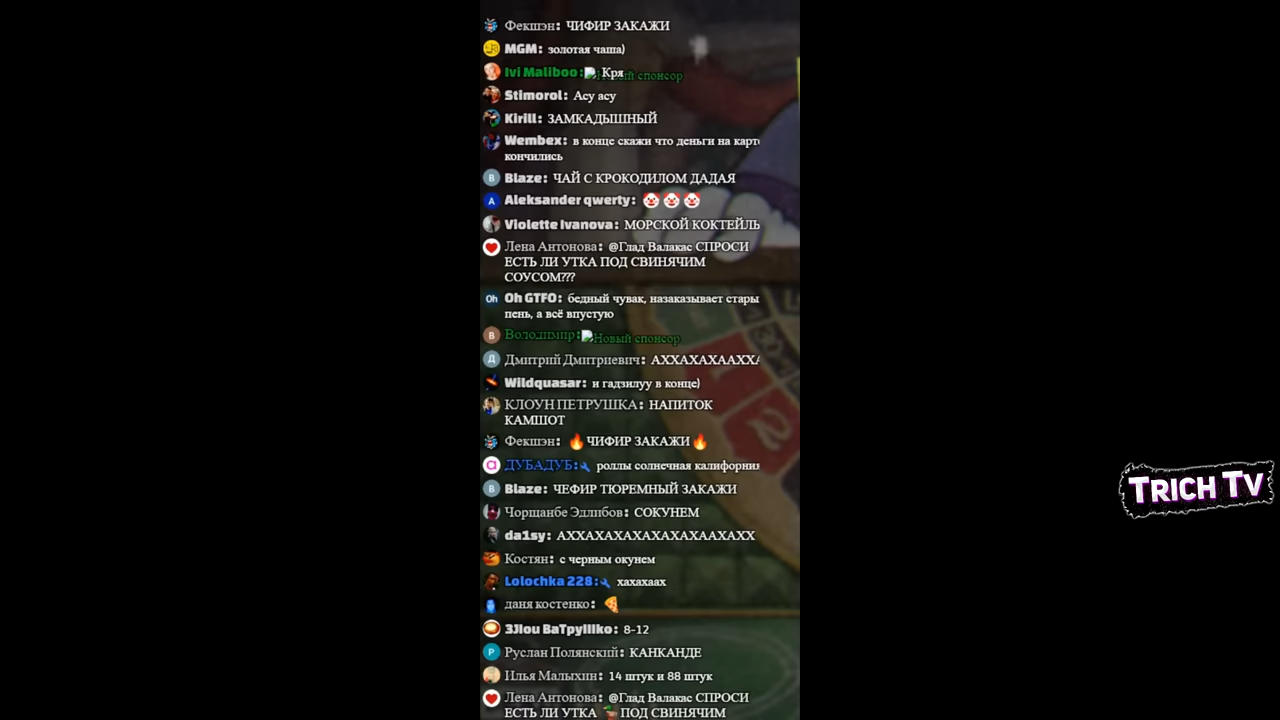 Фекшэн: ЧИФИР ЗАКАЖИ
MGM: золотая чаша)
Ivi Maliboo: Кря Новый спонсор
Stimorol: Асу асу
Kirill: ЗАМКАДЫШНЫЙ
Wembex: в конце скажи что деньги на карте
кончились
Blaze: ЧАЙ С КРОКОДИЛОМ ДАДАЯ
Aleksander qwerty: 🤡🤡🤡
Violette Ivanova: МОРСКОЙ КОКТЕЙЛЬ
Лена Антонова: @Глад Валакас СПРОСИ
ЕСТЬ ЛИ УТКА ПОД СВИНЯЧИМ
СОУСОМ???
Oh GTFO: бедный чувак, назаказывает стары
пень, а всё впустую
Володимир: Новый спонсор
Дмитрий Дмитриевич: АХХАХАХААХХА
Wildquasar: и гадзилуу в конце)
КЛОУН ПЕТРУШКА: НАПИТОК
КАМШОТ
Фекшэн: 🔥ЧИФИР ЗАКАЖИ🔥
ДУБАДУБ: роллы солнечная калифорния
Blaze: ЧЕФИР ТЮРЕМНЫЙ ЗАКАЖИ
Чорщанбе Эдлибов: СОКУНЕМ
da1sy: АХХАХАХАХАХАХАХААХАХХ
Костян: с черным окунем
Lolochka 228: хахахаах
даня костенко: 🍕
3JIou BaTpyIIIko: 8-12
Руслан Полянский: КАНКАНДЕ
Илья Малыхин: 14 штук и 88 штук
Лена Антонова: @Глад Валакас СПРОСИ
ЕСТЬ ЛИ УТКА 🦆 ПОД СВИНЯЧИМ
TRICH TV